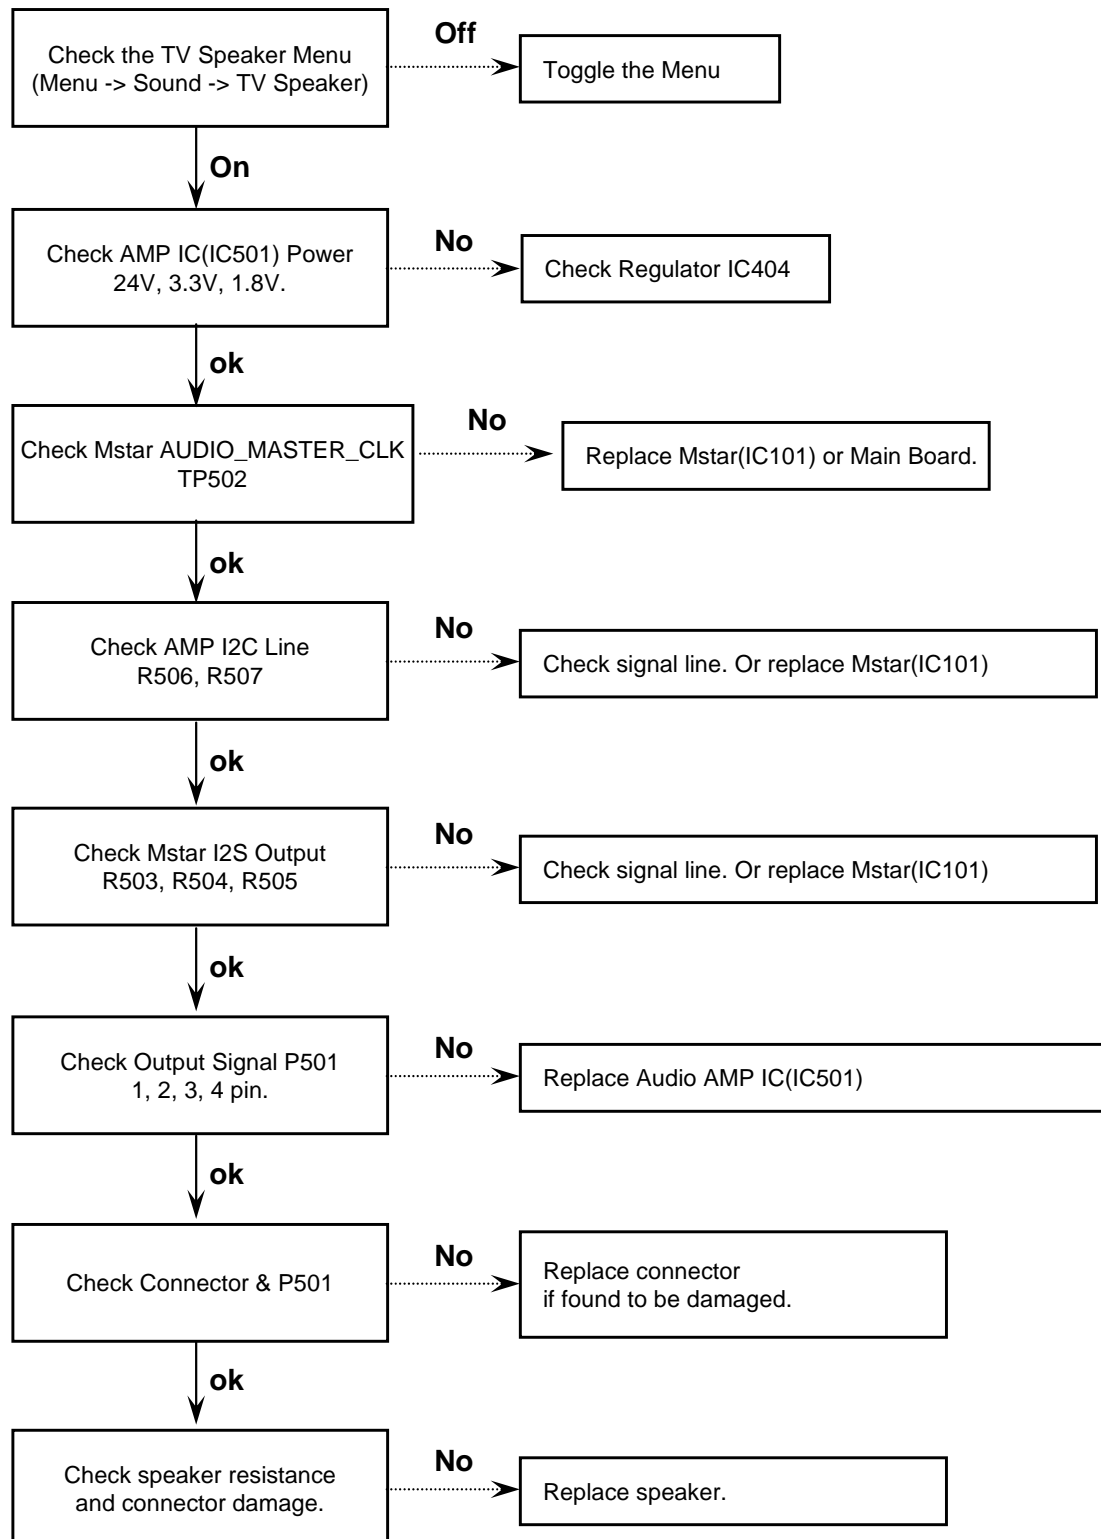 Check the TV Speaker Menu
(Menu -> Sound -> TV Speaker)
Off
Toggle the Menu
On
Check AMP IC(IC501) Power
24V, 3.3V, 1.8V.
No
Check Regulator IC404
ok
Check Mstar AUDIO_MASTER_CLK
TP502
No
Replace Mstar(IC101) or Main Board.
ok
Check AMP I2C Line
R506, R507
No
Check signal line. Or replace Mstar(IC101)
ok
Check Mstar I2S Output
R503, R504, R505
No
Check signal line. Or replace Mstar(IC101)
ok
Check Output Signal P501
1, 2, 3, 4 pin.
No
Replace Audio AMP IC(IC501)
ok
Check Connector & P501
No
Replace connector
if found to be damaged.
ok
Check speaker resistance
and connector damage.
No
Replace speaker.